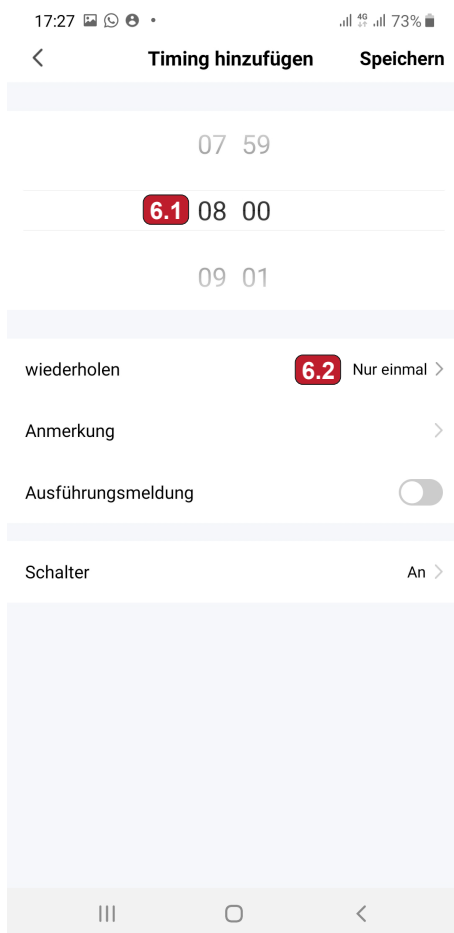 17:27 4G 73%
Timing hinzufügen Speichern
07 59
6.1 08 00
09 01
wiederholen 6.2 Nur einmal
Anmerkung
Ausführungsmeldung
Schalter An